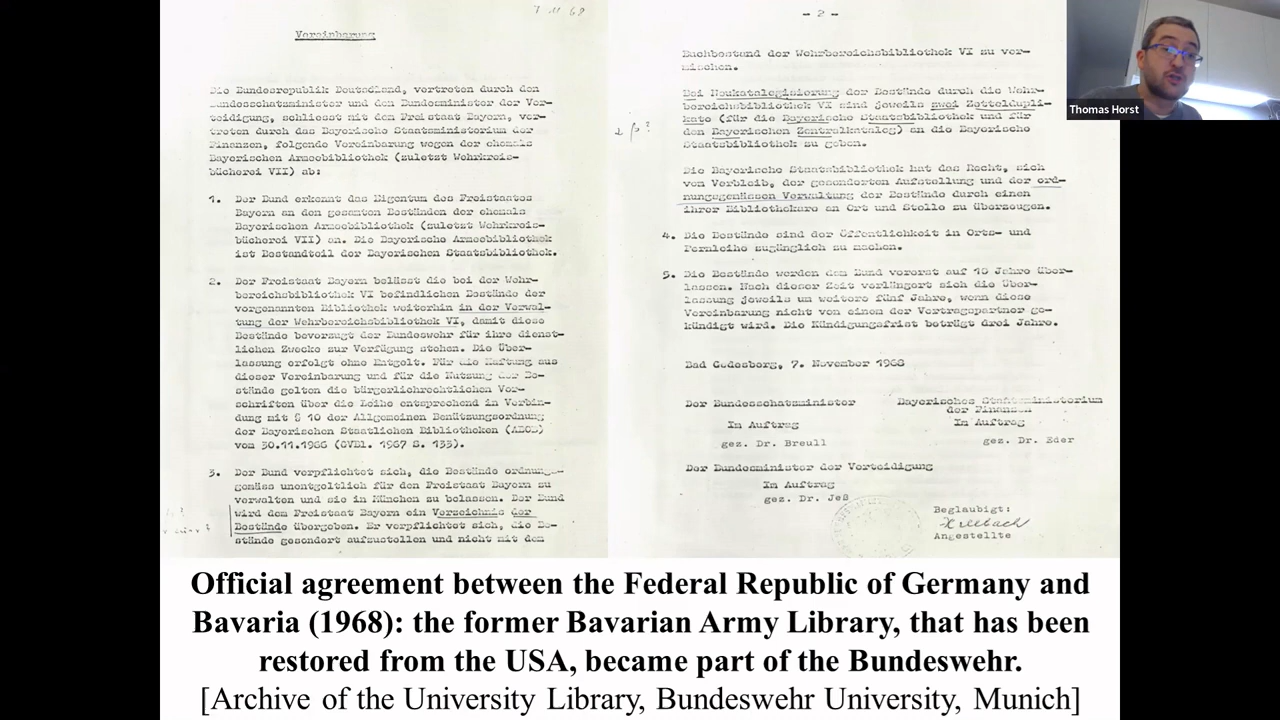 7.11.68
Vereinbarung
Die Bundesrepublik Deutschland, vertreten durch den
Bundesschatzminister und den Bundesminister der Ver-
teidigung, schliesst mit dem Freistaat Bayern, ver-
treten durch das Bayerische Staatsministerium der
Finanzen, folgende Vereinbarung wegen der ehemals
Bayerischen Armeebibliothek (zuletzt Wehrkreis-
bücherei VII) ab:
1. Der Bund erkennt das Eigentum des Freistaates
Bayern an den gesamten Beständen der ehemals
Bayerischen Armeebibliothek (zuletzt Wehrkreis-
bücherei VII) an. Die Bayerische Armeebibliothek
ist Bestandteil der Bayerischen Staatsbibliothek.
2. Der Freistaat Bayern belässt die bei der Wehr-
bereichsbibliothek VI befindlichen Bestände der
vorgenannten Bibliothek weiterhin in der Verwal-
tung der Wehrbereichsbibliothek VI, damit diese
Bestände bevorzugt der Bundeswehr für ihre dienst-
lichen Zwecke zur Verfügung stehen. Die Über-
lassung erfolgt ohne Entgelt. Für die Haftung aus
dieser Vereinbarung und für die Nutzung der Be-
stände gelten die bürgerlichrechtlichen Vor-
schriften über die Leihe entsprechend in Verbin-
dung mit § 10 der Allgemeinen Benützungsordnung
der Bayerischen Staatlichen Bibliotheken (ABOB)
vom 30.11.1966 (GVBl. 1967 S. 133).
3. Der Bund verpflichtet sich, die Bestände ordnungs-
gemäss unentgeltlich für den Freistaat Bayern zu
verwalten und sie in München zu belassen. Der Bund
wird dem Freistaat Bayern ein Verzeichnis der
Bestände übergeben. Er verpflichtet sich, die Be-
stände gesondert aufzustellen und nicht mit dem
- 2 -
Buchbestand der Wehrbereichsbibliothek VI zu ver-
mischen.
Bei Neukatalogisierung der Bestände durch die Wehr-
bereichsbibliothek VI sind jeweils zwei Zetteldupli-
kate (für die Bayerische Staatsbibliothek und für
den Bayerischen Zentralkatalog) an die Bayerische
Staatsbibliothek zu geben.
Die Bayerische Staatsbibliothek hat das Recht, sich
vom Verbleib, der gesonderten Aufstellung und der ord-
nungsgemässen Verwaltung der Bestände durch einen
ihrer Bibliothekare an Ort und Stelle zu überzeugen.
4. Die Bestände sind der Öffentlichkeit in Orts- und
Fernleihe zugänglich zu machen.
5. Die Bestände werden dem Bund vorerst auf 10 Jahre über-
lassen. Nach dieser Zeit verlängert sich die Über-
lassung jeweils um weitere fünf Jahre, wenn diese
Vereinbarung nicht von einem der Vertragspartner ge-
kündigt wird. Die Kündigungsfrist beträgt drei Jahre.
Bad Godesberg, 7. November 1968
Der Bundesschatzminister
Im Auftrag
gez. Dr. Breull
Bayerisches Staatsministerium
der Finanzen
Im Auftrag
gez. Dr. Eder
Der Bundesminister der Verteidigung
Im Auftrag
gez. Dr. Jeß
Beglaubigt:
Angestellte
Thomas Horst
Official agreement between the Federal Republic of Germany and
Bavaria (1968): the former Bavarian Army Library, that has been
restored from the USA, became part of the Bundeswehr.
[Archive of the University Library, Bundeswehr University, Munich]